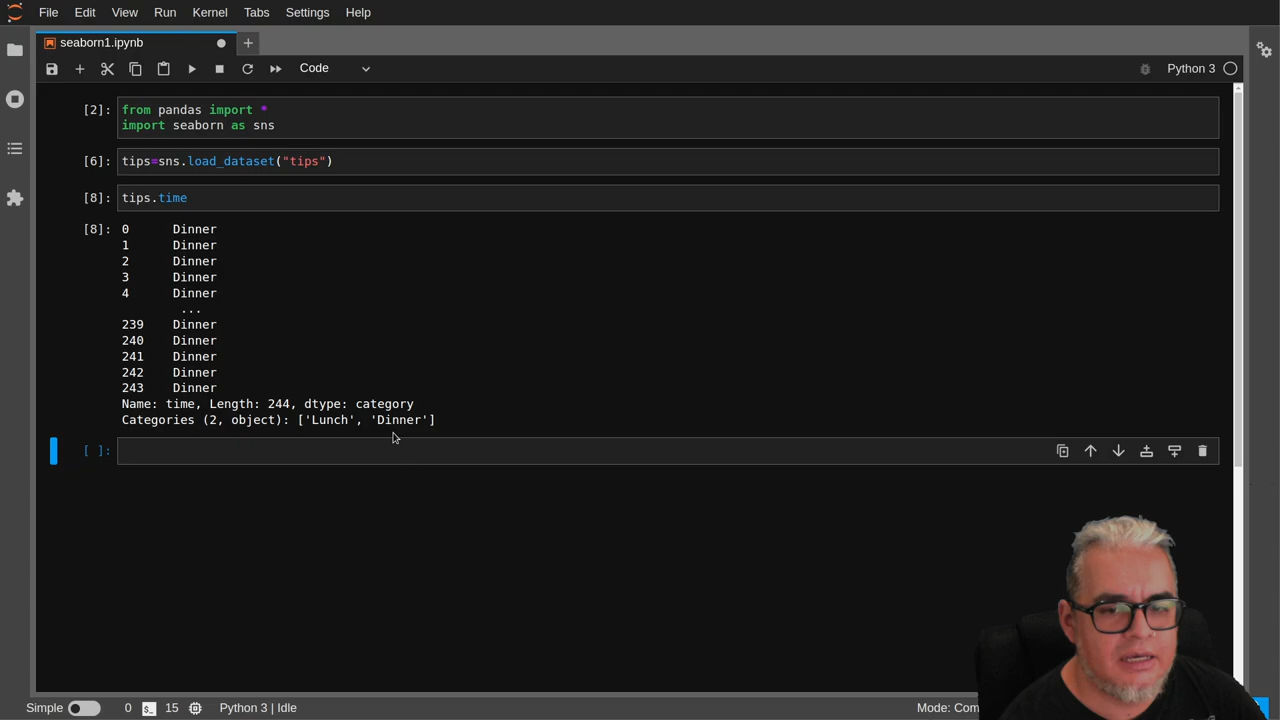 File Edit View Run Kernel Tabs Settings Help
seaborn1.ipynb
Code
Python 3
[2]: from pandas import *
import seaborn as sns
[6]: tips=sns.load_dataset("tips")
[8]: tips.time
[8]: 0 Dinner
1 Dinner
2 Dinner
3 Dinner
4 Dinner
...
239 Dinner
240 Dinner
241 Dinner
242 Dinner
243 Dinner
Name: time, Length: 244, dtype: category
Categories (2, object): ['Lunch', 'Dinner']
[ ]:
Simple 0 $_ 15 Python 3 | Idle Mode: Com